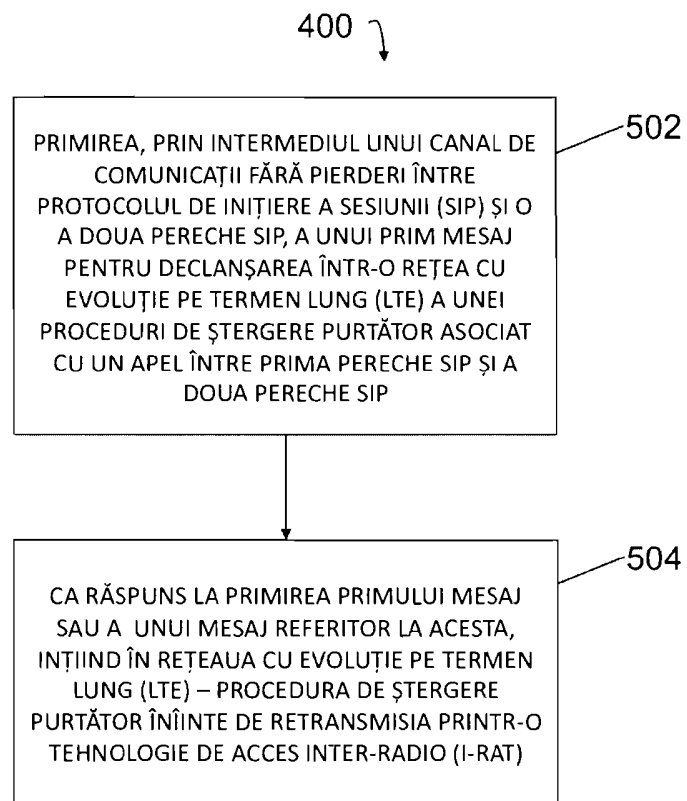 400
502
PRIMIREA, PRIN INTERMEDIUL UNUI CANAL DE
COMUNICAȚII FĂRĂ PIERDERI ÎNTRE
PROTOCOLUL DE INIȚIERE A SESIUNII (SIP) ȘI O
A DOUA PERECHE SIP, A UNUI PRIM MESAJ
PENTRU DECLANȘAREA ÎNTR-O REȚEA CU
EVOLUȚIE PE TERMEN LUNG (LTE) A UNEI
PROCEDURI DE ȘTERGERE PURTĂTOR ASOCIAT
CU UN APEL ÎNTRE PRIMA PERECHE SIP ȘI A
DOUA PERECHE SIP
504
CA RĂSPUNS LA PRIMIREA PRIMULUI MESAJ
SAU A UNUI MESAJ REFERITOR LA ACESTA,
INȚIIND ÎN REȚEAUA CU EVOLUȚIE PE TERMEN
LUNG (LTE) – PROCEDURA DE ȘTERGERE
PURTĂTOR ÎNÎINTE DE RETRANSMISIA PRINTR-O
TEHNOLOGIE DE ACCES INTER-RADIO (I-RAT)